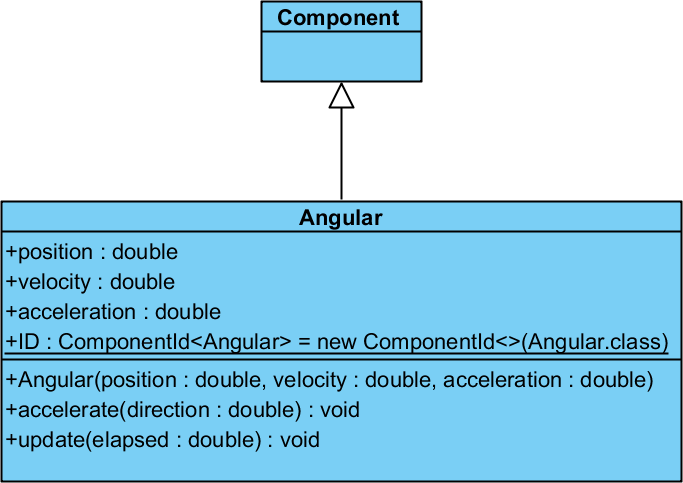 Component
Angular
+position : double
+velocity : double
+acceleration : double
+ID : ComponentId<Angular> = new ComponentId<>(Angular.class)
+Angular(position : double, velocity : double, acceleration : double)
+accelerate(direction : double) : void
+update(elapsed : double) : void